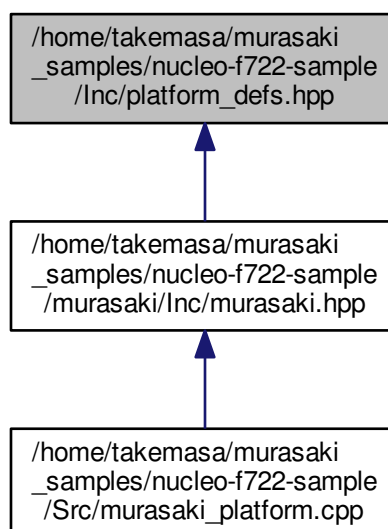 /home/takemasa/murasaki
_samples/nucleo-f722-sample
/Inc/platform_defs.hpp
/home/takemasa/murasaki
_samples/nucleo-f722-sample
/murasaki/Inc/murasaki.hpp
/home/takemasa/murasaki
_samples/nucleo-f722-sample
/Src/murasaki_platform.cpp